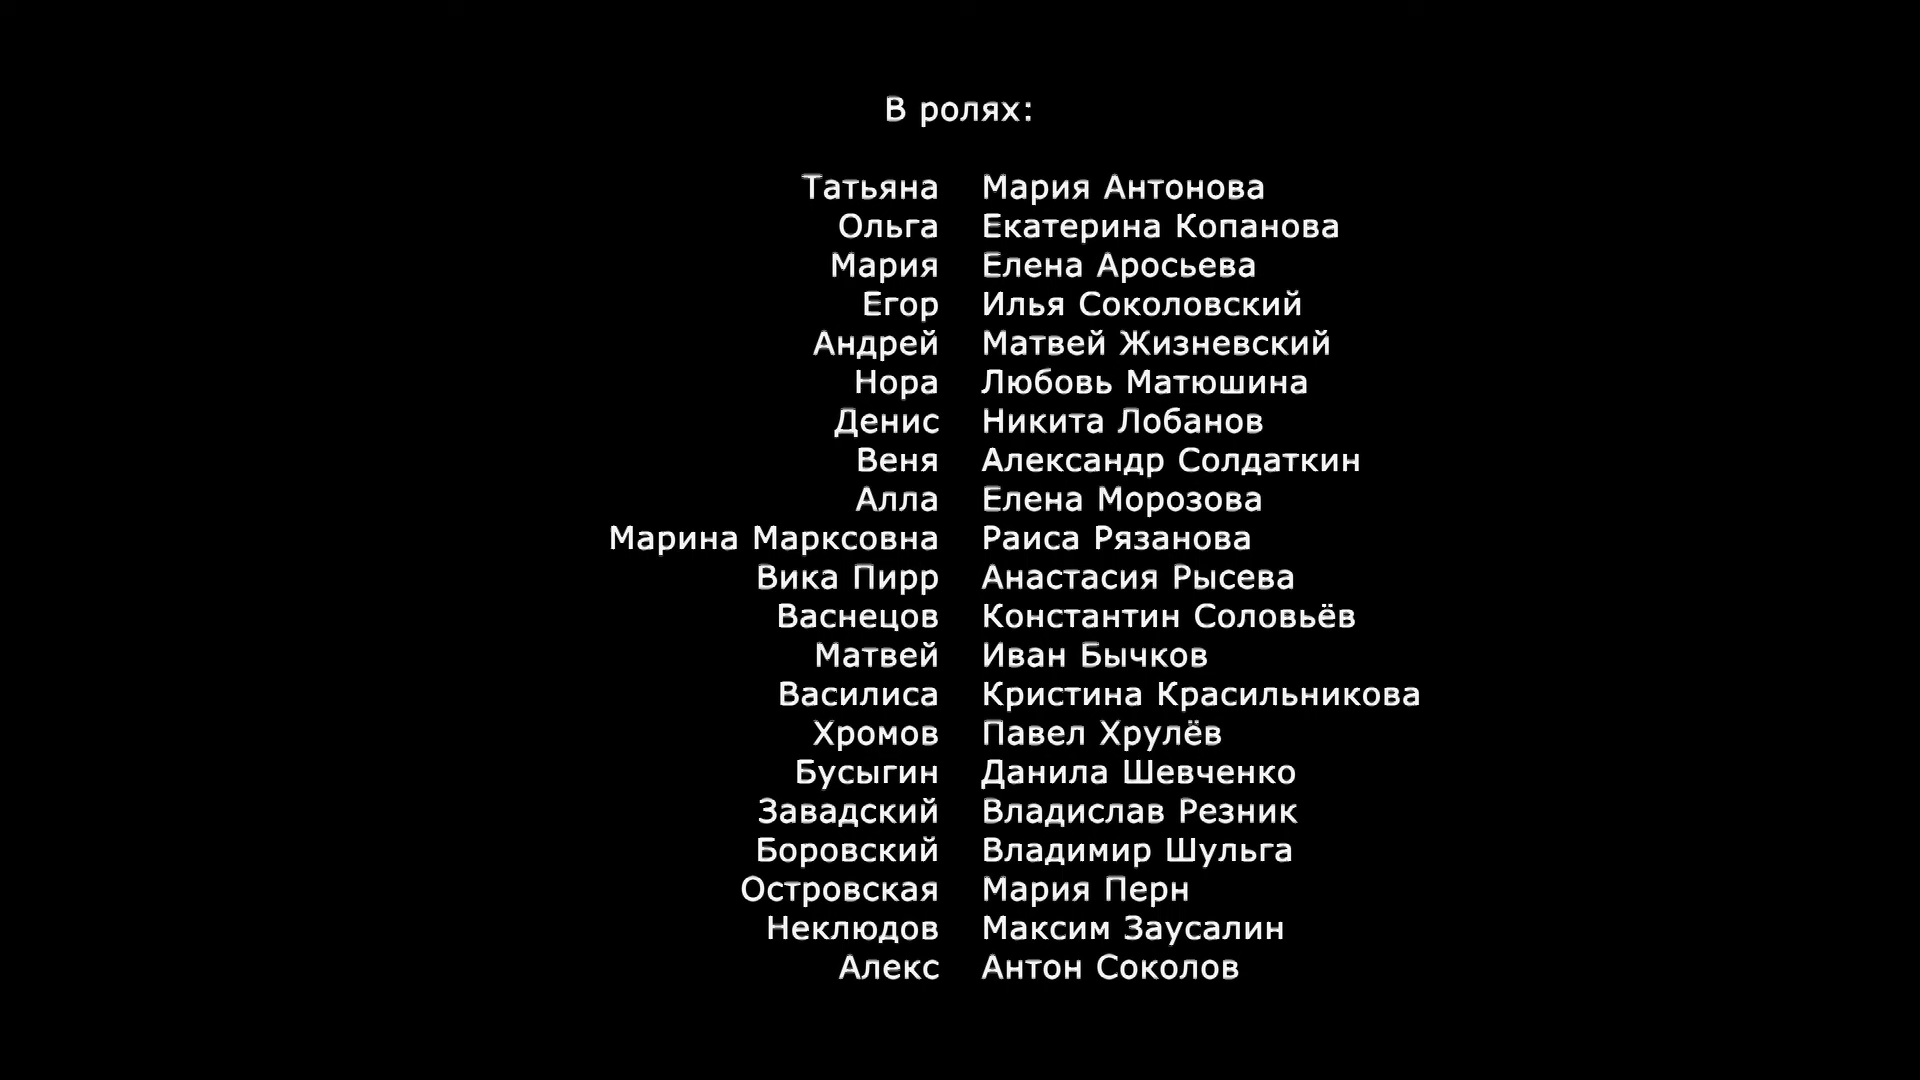 В ролях:
Татьяна Мария Антонова
Ольга Екатерина Копанова
Мария Елена Аросьева
Егор Илья Соколовский
Андрей Матвей Жизневский
Нора Любовь Матюшина
Денис Никита Лобанов
Веня Александр Солдаткин
Алла Елена Морозова
Марина Марксовна Раиса Рязанова
Вика Пирр Анастасия Рысева
Васнецов Константин Соловьёв
Матвей Иван Бычков
Василиса Кристина Красильникова
Хромов Павел Хрулёв
Бусыгин Данила Шевченко
Завадский Владислав Резник
Боровский Владимир Шульга
Островская Мария Перн
Неклюдов Максим Заусалин
Алекс Антон Соколов